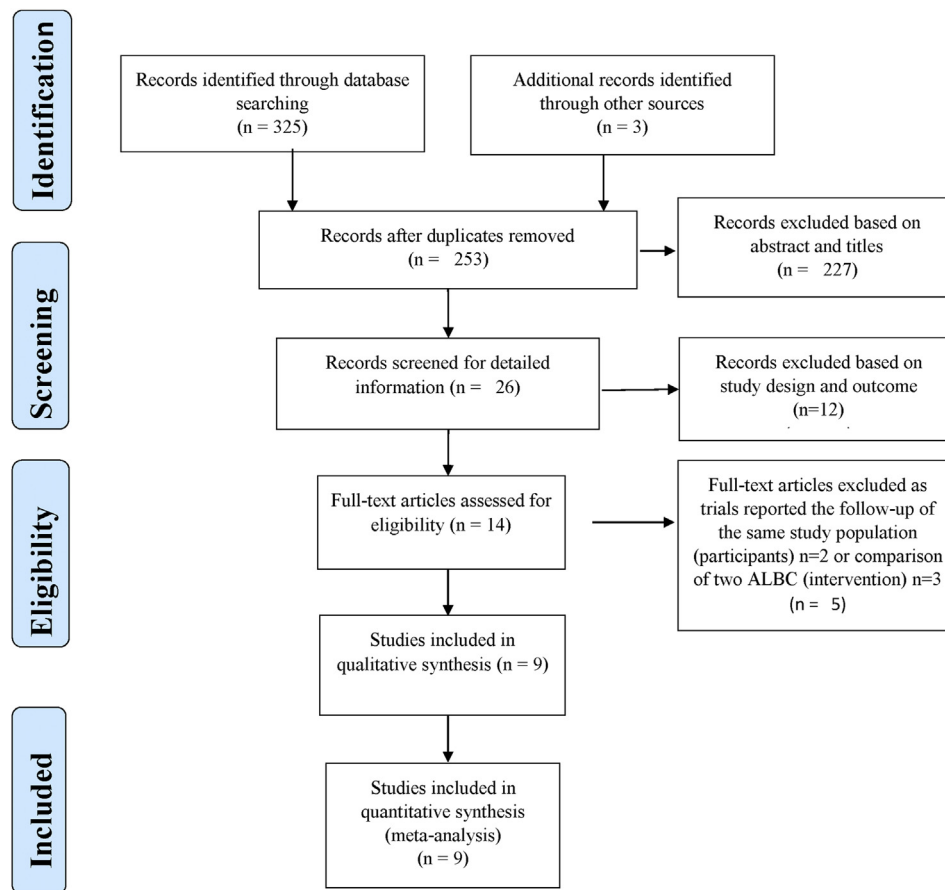 Identification
Records identified through database
searching
(n = 325)
Additional records identified
through other sources
(n = 3)
Records after duplicates removed
(n = 253)
Records excluded based on
abstract and titles
(n = 227)
Screening
Records screened for detailed
information (n = 26)
Records excluded based on
study design and outcome
(n=12)
Eligibility
Full-text articles assessed for
eligibility (n = 14)
Full-text articles excluded as
trials reported the follow-up of
the same study population
(participants) n=2 or comparison
of two ALBC (intervention) n=3
(n = 5)
Studies included in
qualitative synthesis (n = 9)
Included
Studies included in
quantitative synthesis
(meta-analysis)
(n = 9)